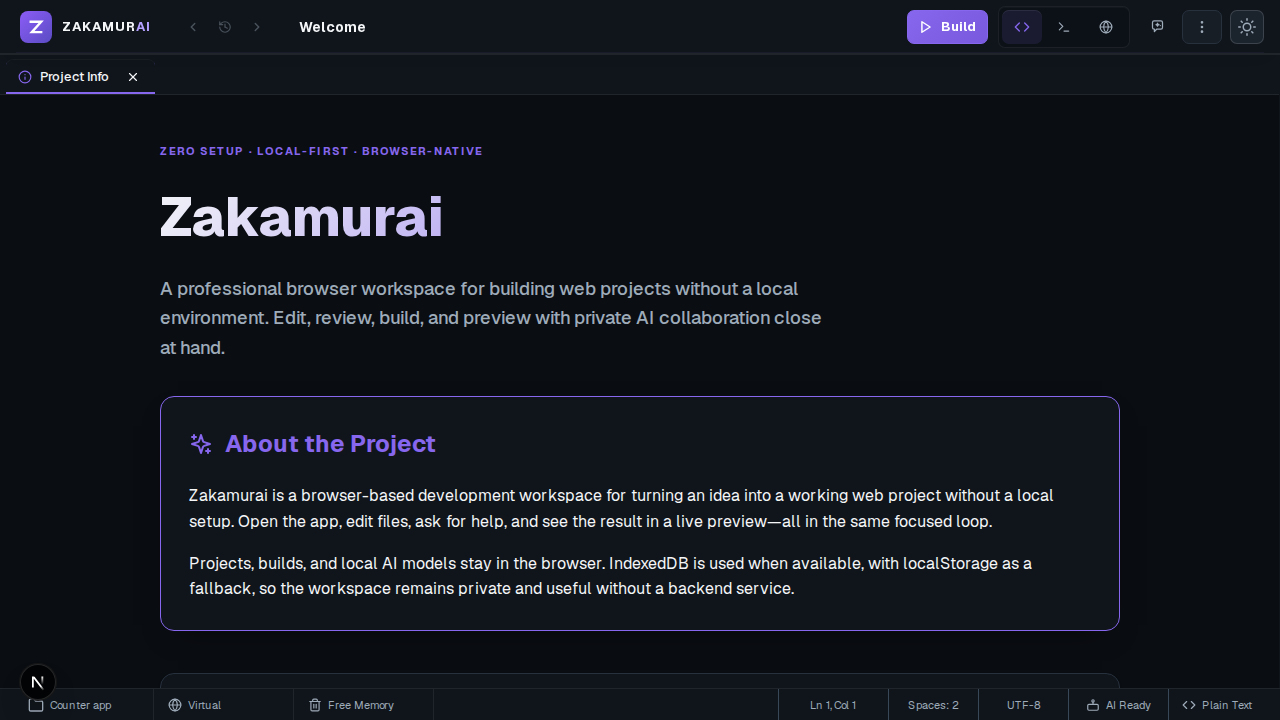 ZAKAMURAI
Welcome
Build
Project Info
ZERO SETUP · LOCAL-FIRST · BROWSER-NATIVE
Zakamurai
A professional browser workspace for building web projects without a local
environment. Edit, review, build, and preview with private AI collaboration close
at hand.
About the Project
Zakamurai is a browser-based development workspace for turning an idea into a working web project without a local
setup. Open the app, edit files, ask for help, and see the result in a live preview—all in the same focused loop.
Projects, builds, and local AI models stay in the browser. IndexedDB is used when available, with localStorage as a
fallback, so the workspace remains private and useful without a backend service.
Counter app
Virtual
Free Memory
Ln 1, Col 1
Spaces: 2
UTF-8
AI Ready
Plain Text